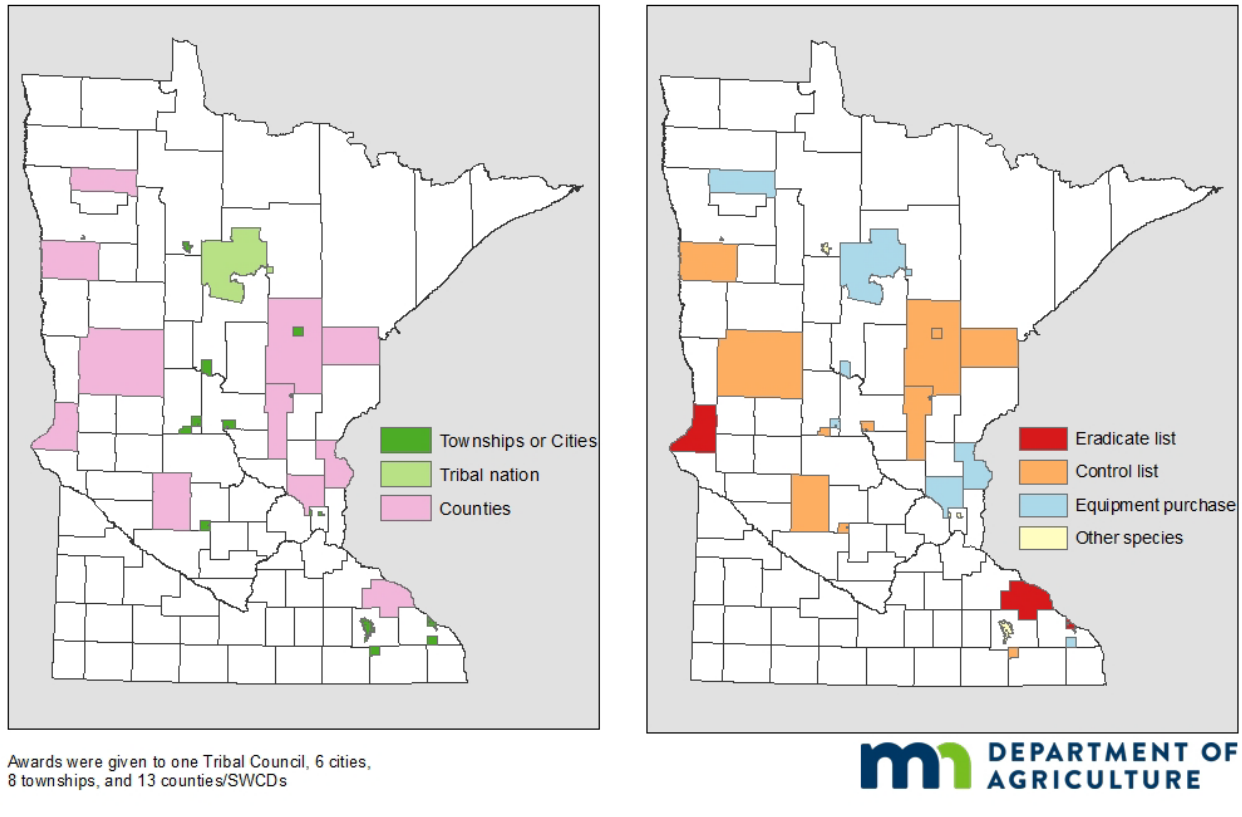 Townships or Cities
Tribal nation
Counties
Eradicate list
Control list
Equipment purchase
Other species
Awards were given to one Tribal Council, 6 cities,
8 townships, and 13 counties/SWCDs
mn DEPARTMENT OF
AGRICULTURE